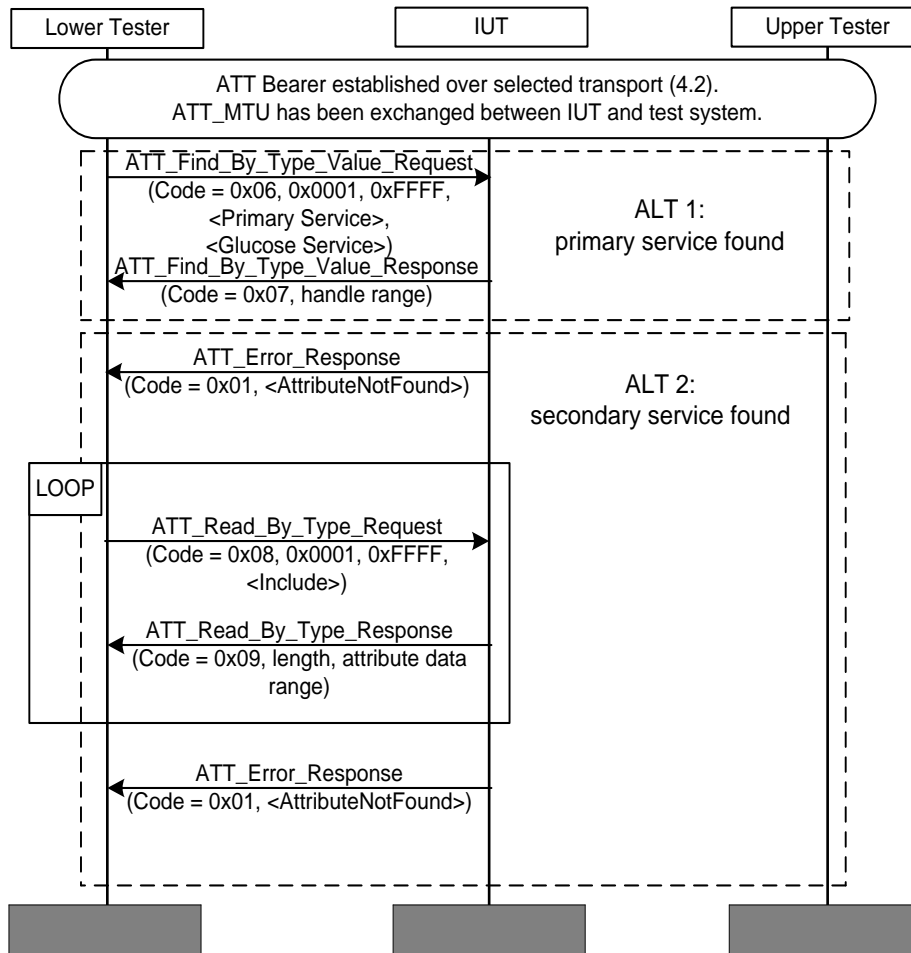 Lower Tester
IUT
Upper Tester
ATT Bearer established over selected transport (4.2).
ATT_MTU has been exchanged between IUT and test system.
ATT_Find_By_Type_Value_Request
(Code = 0x06, 0x0001, 0xFFFF,
<Primary Service>,
<Glucose Service>)
ALT 1:
primary service found
ATT_Find_By_Type_Value_Response
(Code = 0x07, handle range)
ATT_Error_Response
(Code = 0x01, <AttributeNotFound>)
ALT 2:
secondary service found
LOOP
ATT_Read_By_Type_Request
(Code = 0x08, 0x0001, 0xFFFF,
<Include>)
ATT_Read_By_Type_Response
(Code = 0x09, length, attribute data
range)
ATT_Error_Response
(Code = 0x01, <AttributeNotFound>)